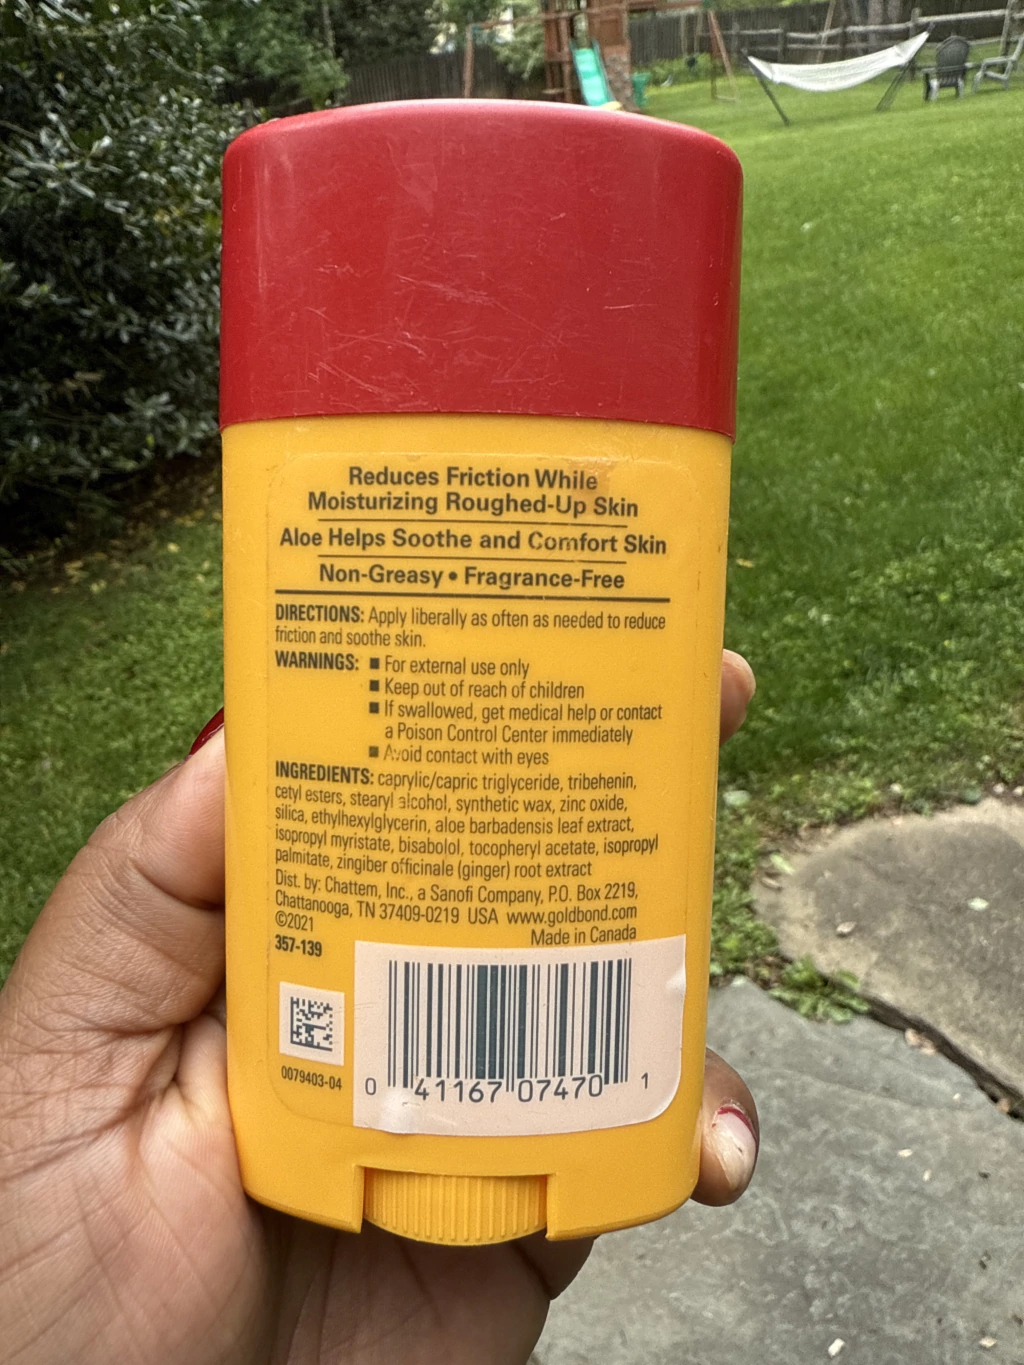 Reduces Friction While
Moisturizing Roughed-Up Skin
Aloe Helps Soothe and Comfort Skin
Non-Greasy • Fragrance-Free
DIRECTIONS: Apply liberally as often as needed to reduce
friction and soothe skin.
WARNINGS: ■ For external use only
■ Keep out of reach of children
■ If swallowed, get medical help or contact
a Poison Control Center immediately
■ Avoid contact with eyes
INGREDIENTS: caprylic/capric triglyceride, tribehenin,
cetyl esters, stearyl alcohol, synthetic wax, zinc oxide,
silica, ethylhexylglycerin, aloe barbadensis leaf extract,
isopropyl myristate, bisabolol, tocopheryl acetate, isopropyl
palmitate, zingiber officinale (ginger) root extract
Dist. by: Chattem, Inc., a Sanofi Company, P.O. Box 2219,
Chattanooga, TN 37409-0219 USA www.goldbond.com
©2021 Made in Canada
357-139
0079403-04
0 41167 07470 1